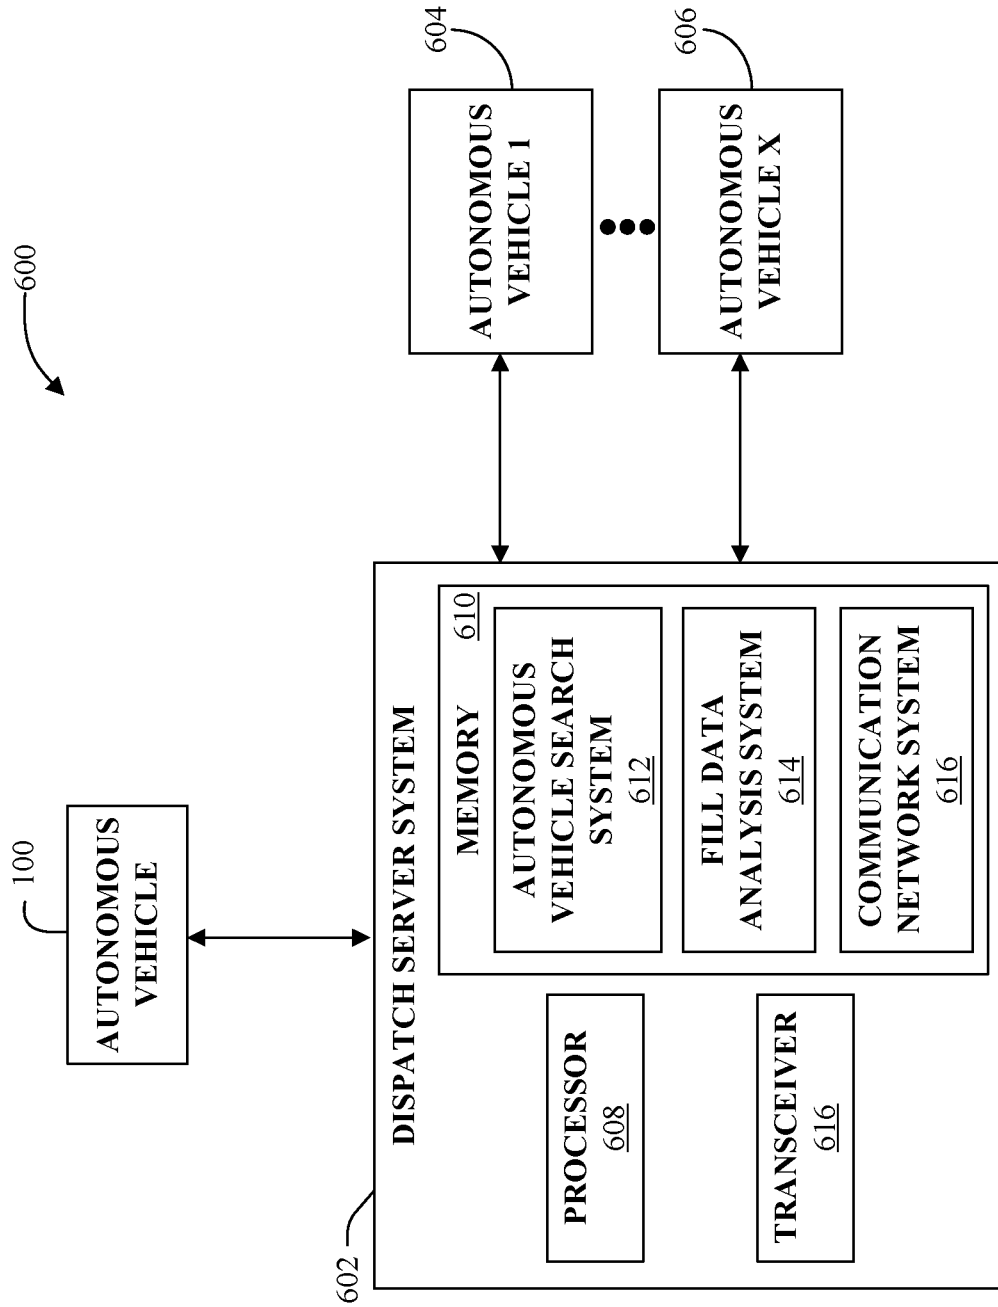 600
100
AUTONOMOUS
VEHICLE
602
DISPATCH SERVER SYSTEM
PROCESSOR
608
TRANSCEIVER
616
MEMORY
610
AUTONOMOUS
VEHICLE SEARCH
SYSTEM
612
FILL DATA
ANALYSIS SYSTEM
614
COMMUNICATION
NETWORK SYSTEM
616
AUTONOMOUS
VEHICLE 1
604
AUTONOMOUS
VEHICLE X
606